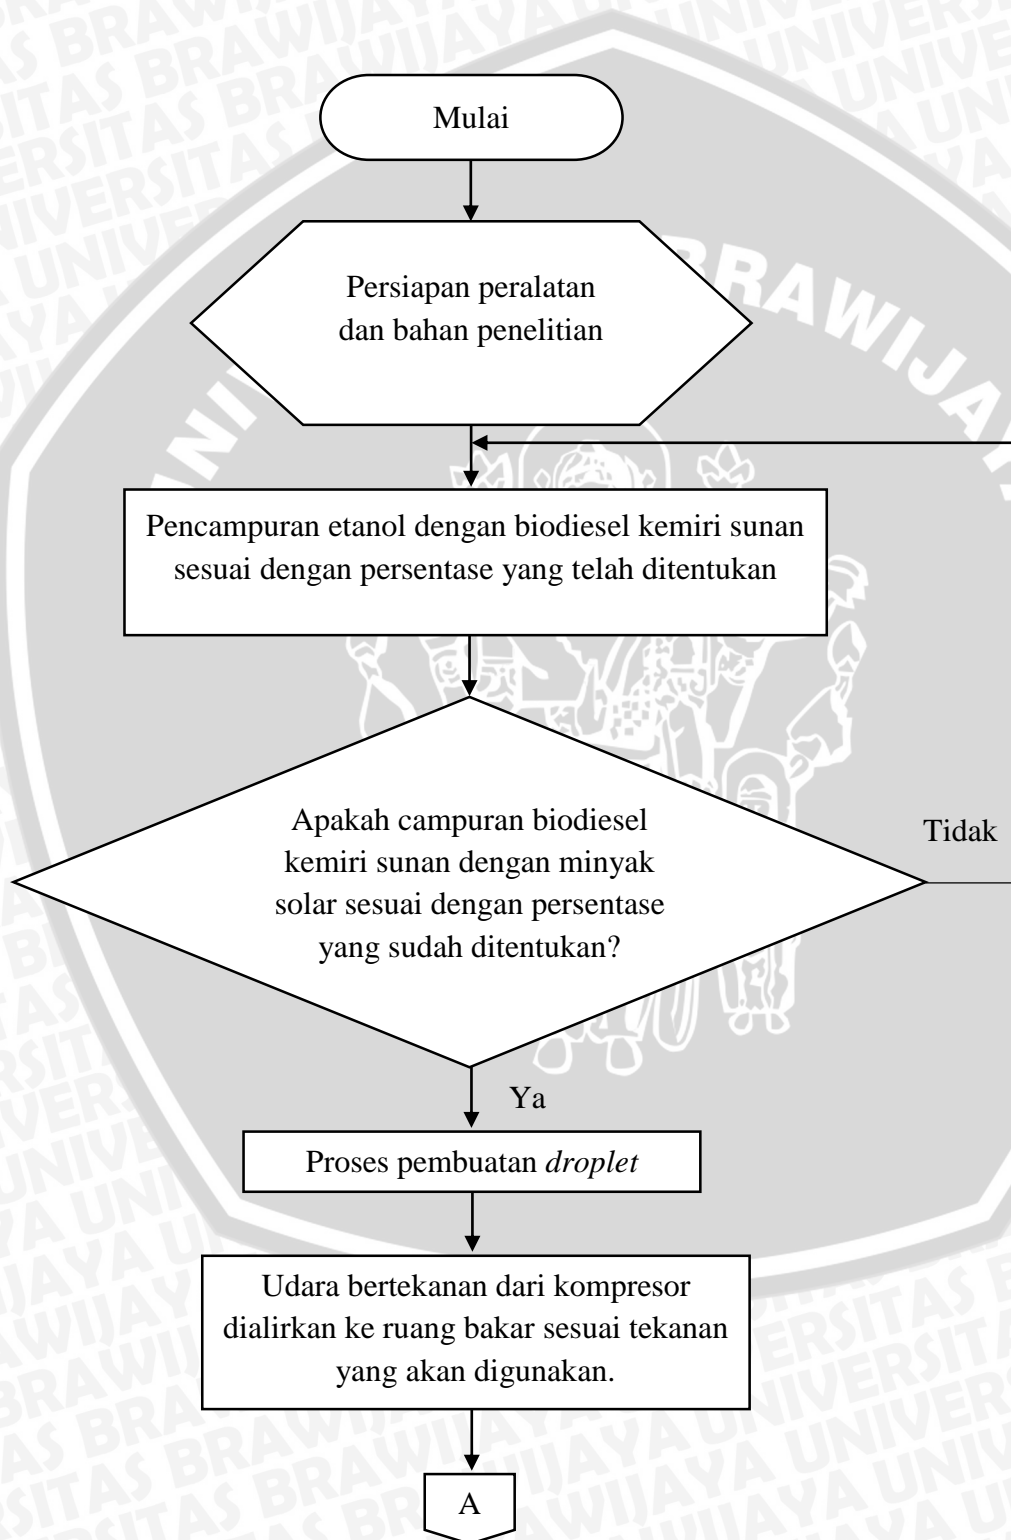 Mulai
Persiapan peralatan
dan bahan penelitian
Pencampuran etanol dengan biodiesel kemiri sunan
sesuai dengan persentase yang telah ditentukan
Apakah campuran biodiesel
kemiri sunan dengan minyak
solar sesuai dengan persentase
yang sudah ditentukan?
Tidak
Ya
Proses pembuatan droplet
Udara bertekanan dari kompresor
dialirkan ke ruang bakar sesuai tekanan
yang akan digunakan.
A